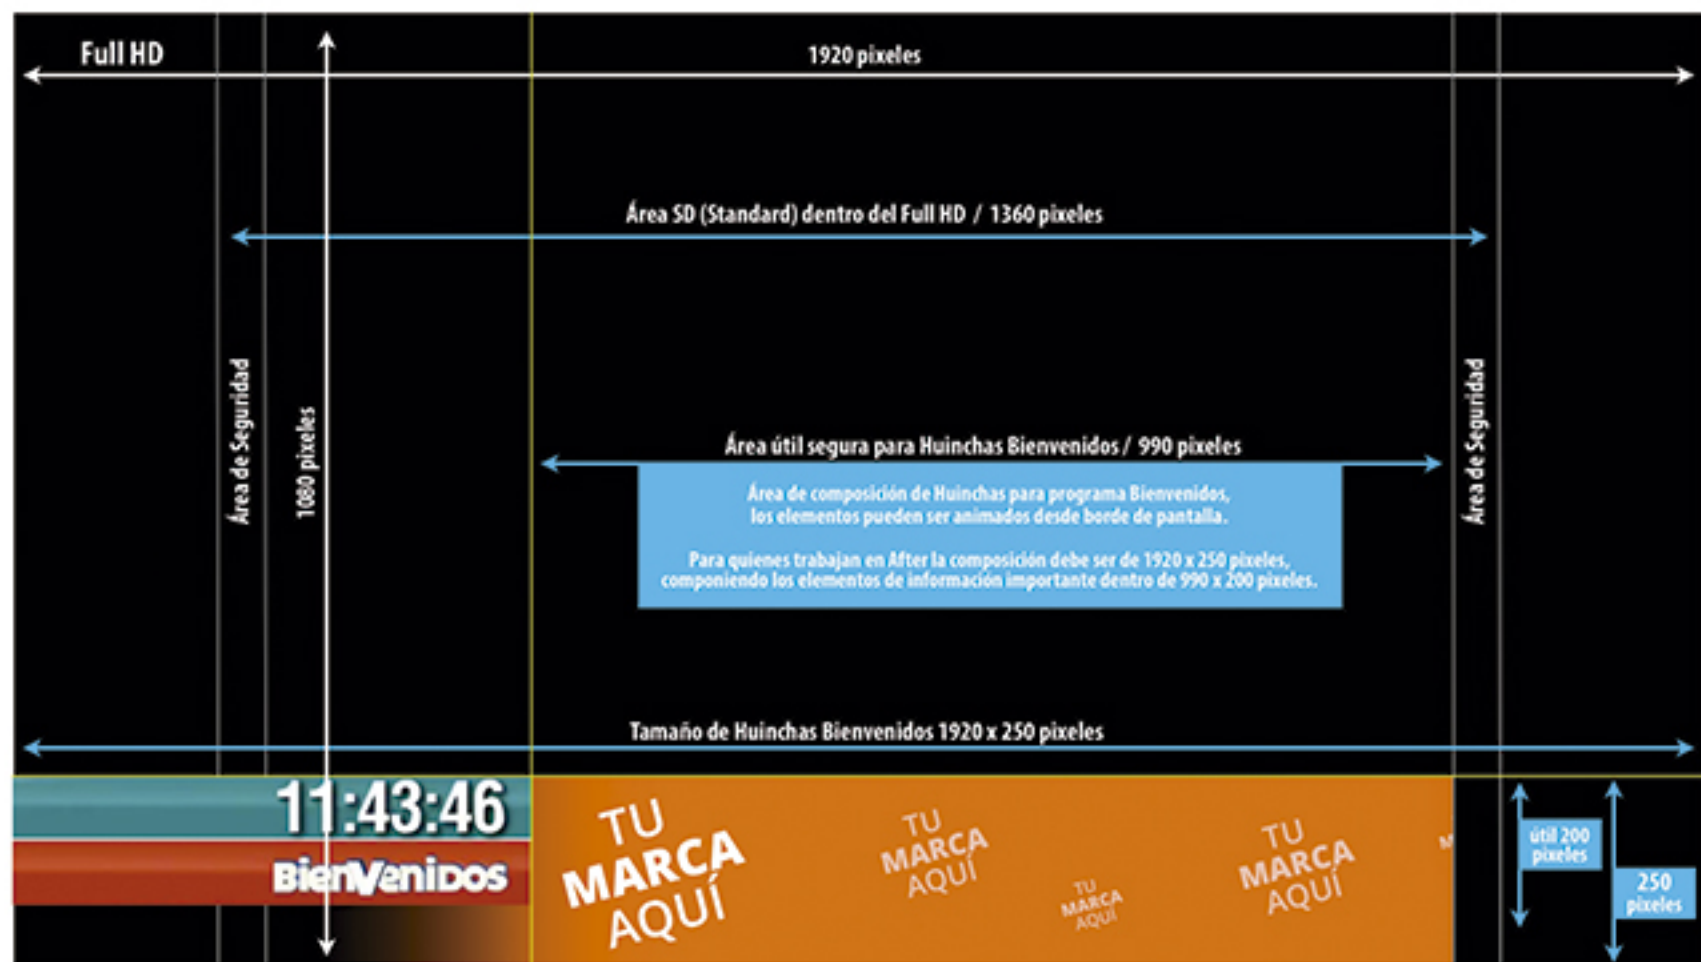 Full HD
1920 pixeles
Área SD (Standard) dentro del Full HD / 1360 pixeles
Área de Seguridad
1080 pixeles
Área de Seguridad
Área útil segura para Huinchas Bienvenidos / 990 pixeles
Área de composición de Huinchas para programa Bienvenidos,
los elementos pueden ser animados desde borde de pantalla.
Para quienes trabajan en After la composición debe ser de 1920 x 250 pixeles,
componiendo los elementos de información importante dentro de 990 x 200 pixeles.
Tamaño de Huinchas Bienvenidos 1920 x 250 pixeles
11:43:46
BienVenidos
TU
MARCA
AQUÍ
TU
MARCA
AQUÍ
TU
MARCA
AQUÍ
TU
MARCA
AQUÍ
M
útil 200
pixeles
250
pixeles